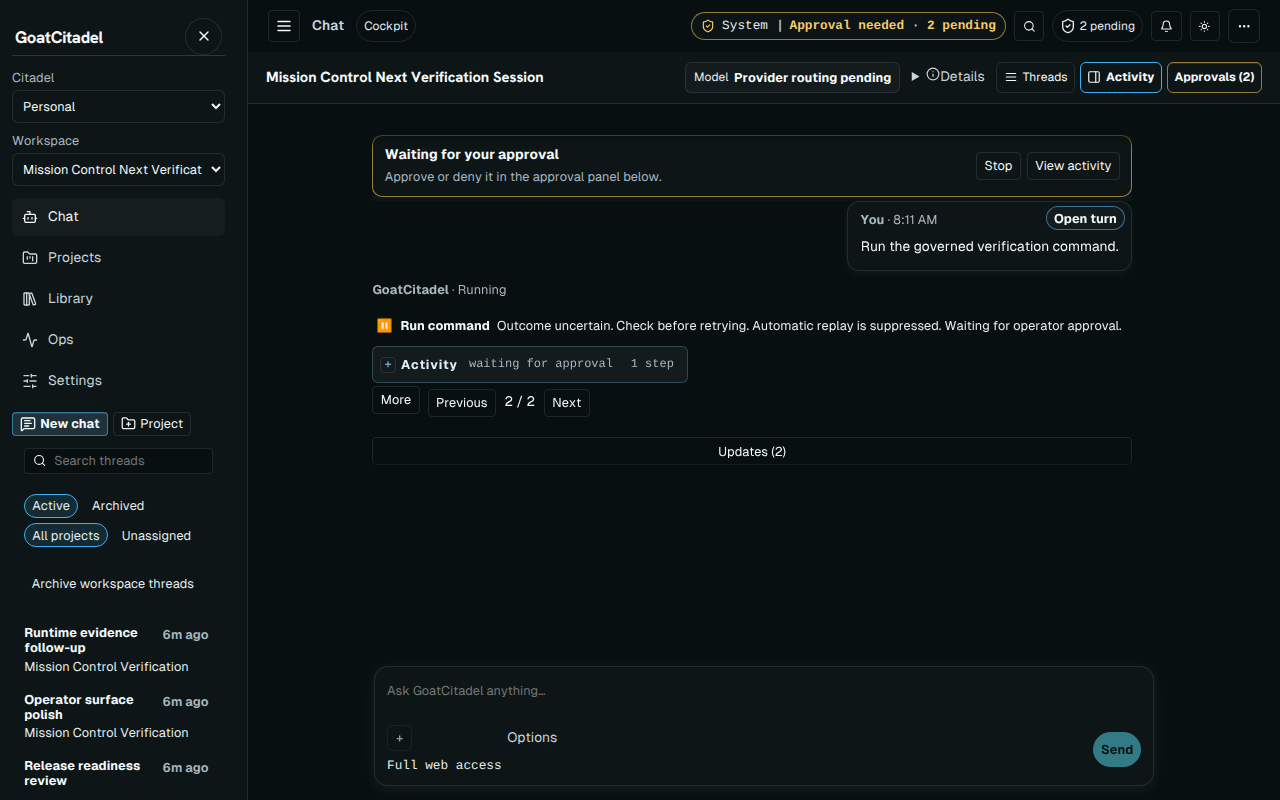 GoatCitadel
Citadel
Personal
Workspace
Mission Control Next Verificat
Chat
Projects
Library
Ops
Settings
New chat
Project
Search threads
Active
Archived
All projects
Unassigned
Archive workspace threads
Runtime evidence
follow-up
6m ago
Mission Control Verification
Operator surface
polish
6m ago
Mission Control Verification
Release readiness
review
6m ago
Chat
Cockpit
System | Approval needed · 2 pending
2 pending
Mission Control Next Verification Session
Model Provider routing pending
Details
Threads
Activity
Approvals (2)
Waiting for your approval
Approve or deny it in the approval panel below.
Stop
View activity
You · 8:11 AM
Open turn
Run the governed verification command.
GoatCitadel · Running
Run command Outcome uncertain. Check before retrying. Automatic replay is suppressed. Waiting for operator approval.
+ Activity waiting for approval 1 step
More
Previous
2 / 2
Next
Updates (2)
Ask GoatCitadel anything…
+
Options
Full web access
Send